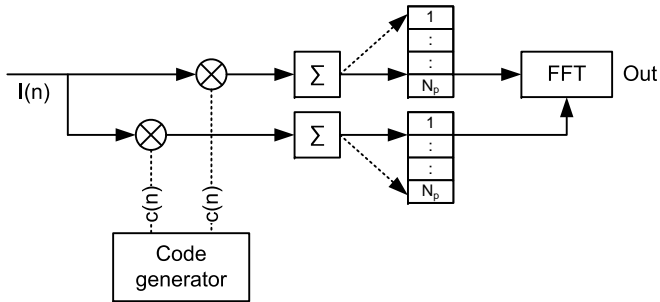 1
:
:
Nₚ
I(n)
Σ
FFT
Out
Σ
1
:
:
Nₚ
c(n)
c(n)
Code
generator